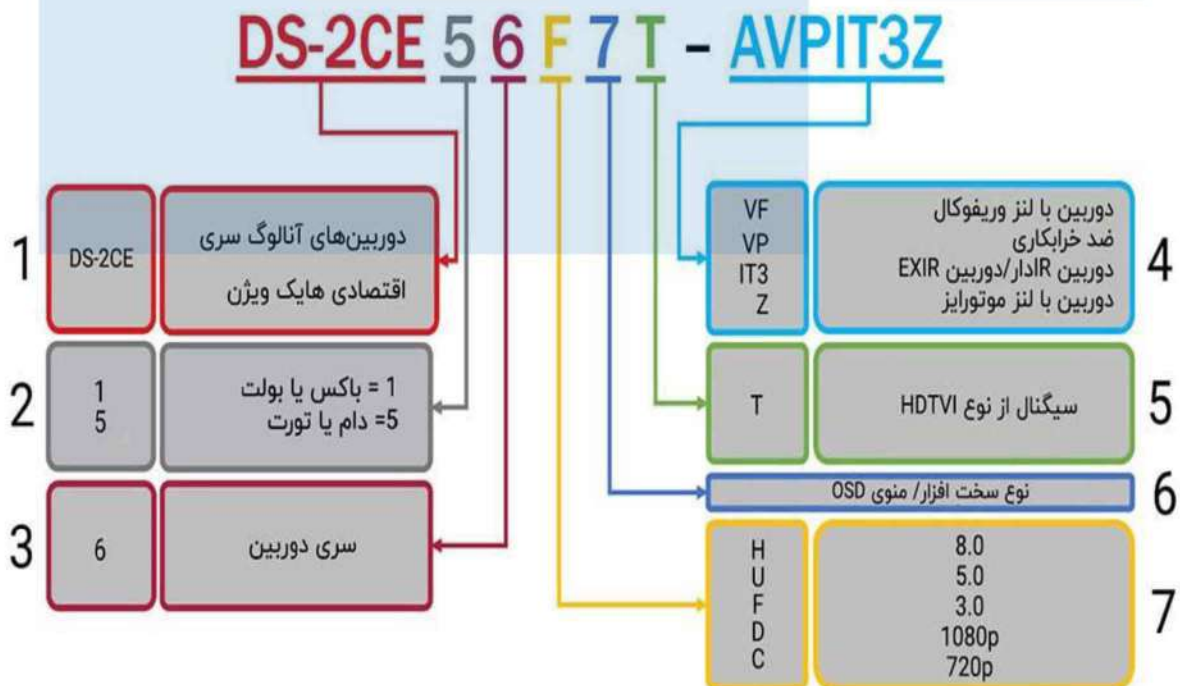 DS-2CE 5 6 F 7 T - AVPIT3Z
1
DS-2CE
دوربین‌های آنالوگ سری
اقتصادی هایک ویژن
2
1
5
1 = باکس یا بولت
5= دام یا تورت
3
6
سری دوربین
VF
VP
IT3
Z
دوربین با لنز وریفوکال
ضد خرابکاری
دوربین IRدار/دوربین EXIR
دوربین با لنز موتورایز
4
T
سیگنال از نوع HDTVI
5
نوع سخت افزار/ منوی OSD
6
H
U
F
D
C
8.0
5.0
3.0
1080p
720p
7